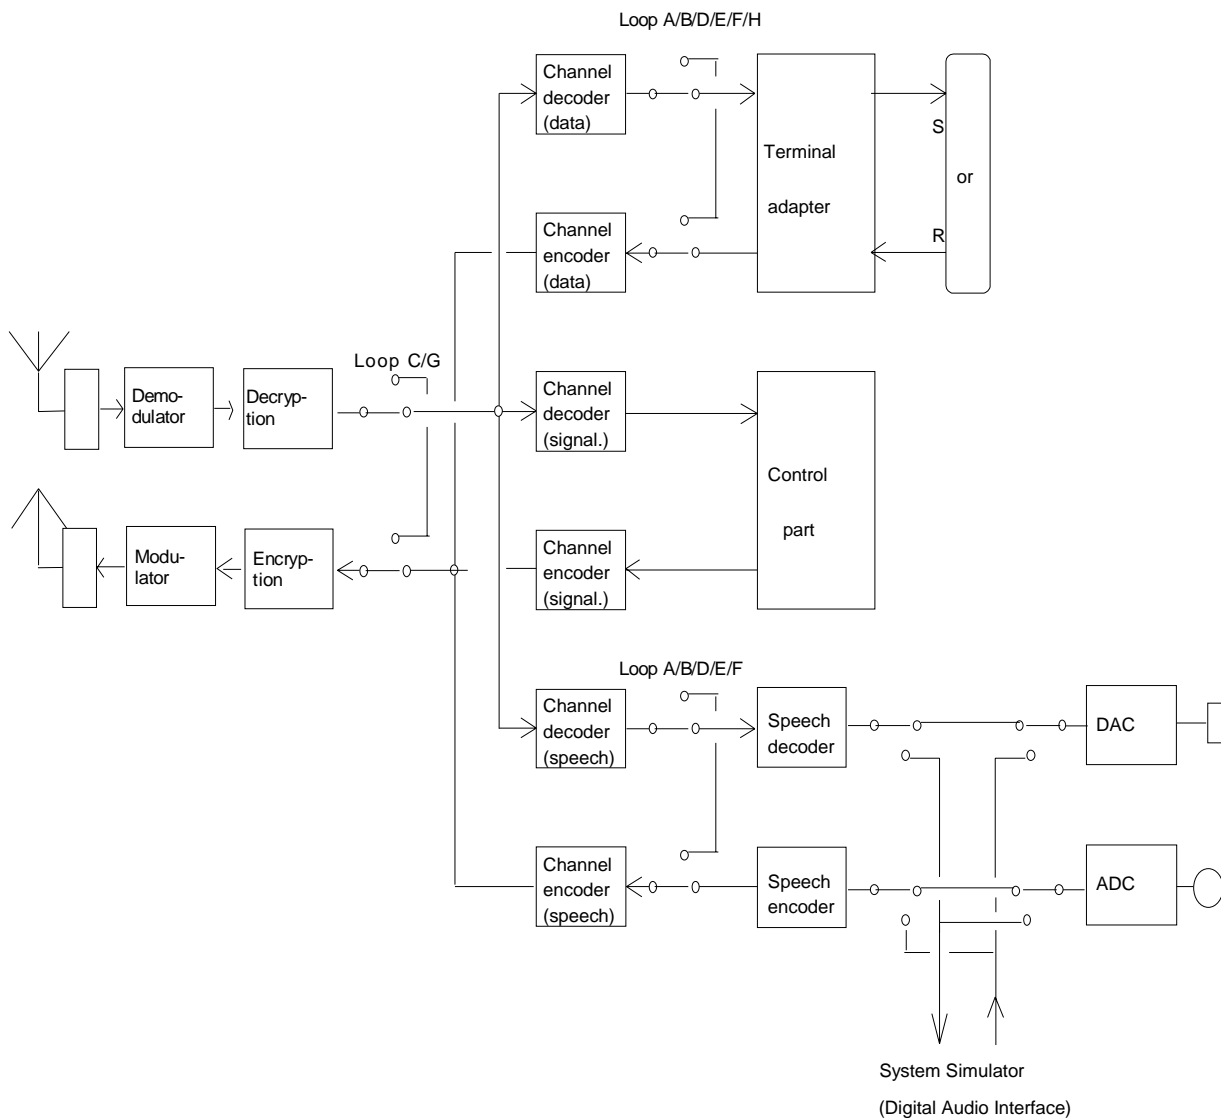 Loop A/B/D/E/F/H
Channel
decoder
(data)
Terminal
adapter
S
or
R
Channel
encoder
(data)
Loop C/G
Demo-
dulator
Decryp-
tion
Channel
decoder
(signal.)
Control
part
Modu-
lator
Encryp-
tion
Channel
encoder
(signal.)
Loop A/B/D/E/F
Channel
decoder
(speech)
Speech
decoder
DAC
Channel
encoder
(speech)
Speech
encoder
ADC
System Simulator
(Digital Audio Interface)